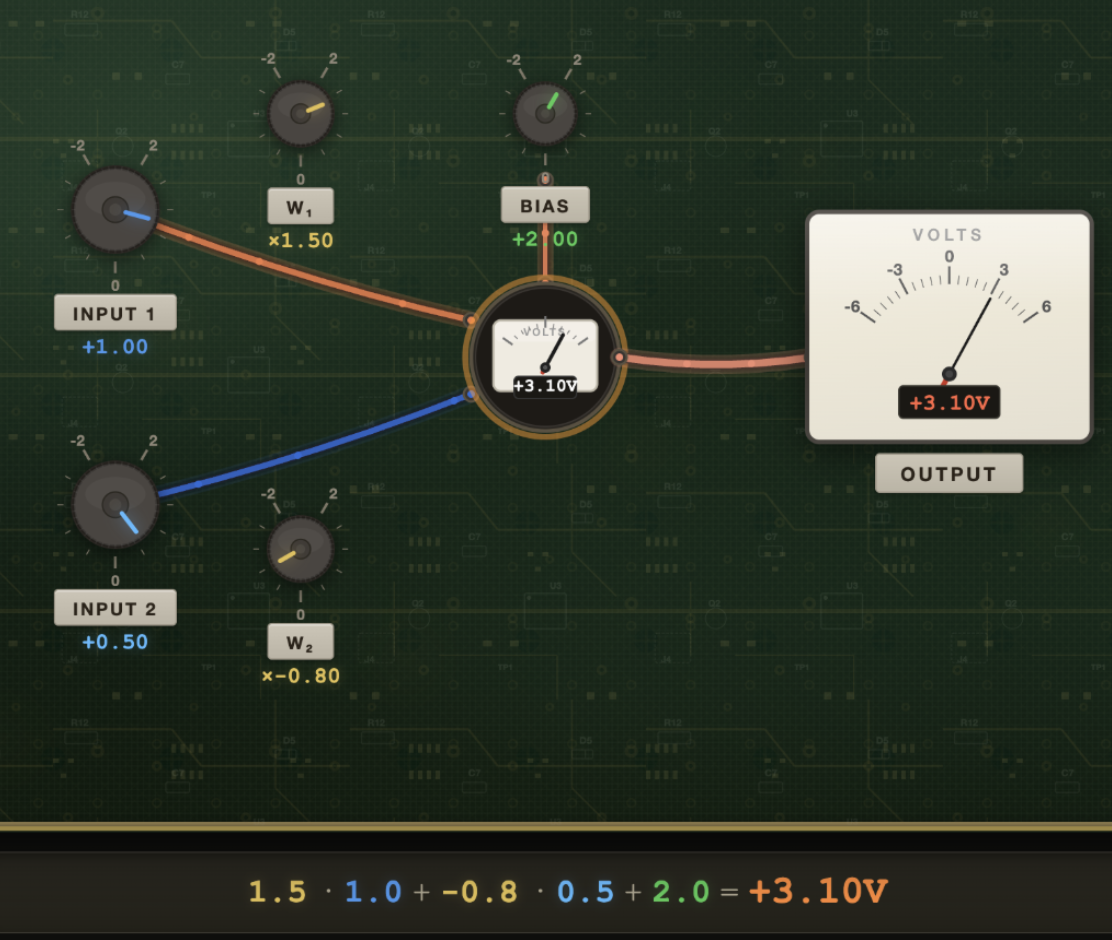 -2 2
0
W₁
×1.50
-2 2
0
BIAS
+2.00
-2 2
0
INPUT 1
+1.00
VOLTS
-6 -3 0 3 6
+3.10V
OUTPUT
VOLTS
+3.10V
-2 2
0
INPUT 2
+0.50
-2 2
0
W₂
×-0.80
1.5 · 1.0 + -0.8 · 0.5 + 2.0 = +3.10V